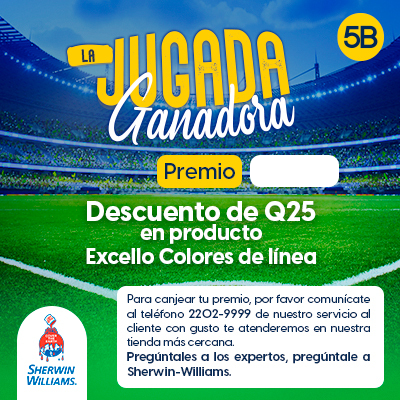 LA
JUGADA
Ganadora
5B
Premio
Descuento de Q25
en producto
Excello Colores de línea
Para canjear tu premio, por favor comunícate
al teléfono 2202-9999 de nuestro servicio al
cliente con gusto te atenderemos en nuestra
tienda más cercana.
Pregúntales a los expertos, pregúntale a
Sherwin-Williams.
SHERWIN
WILLIAMS.